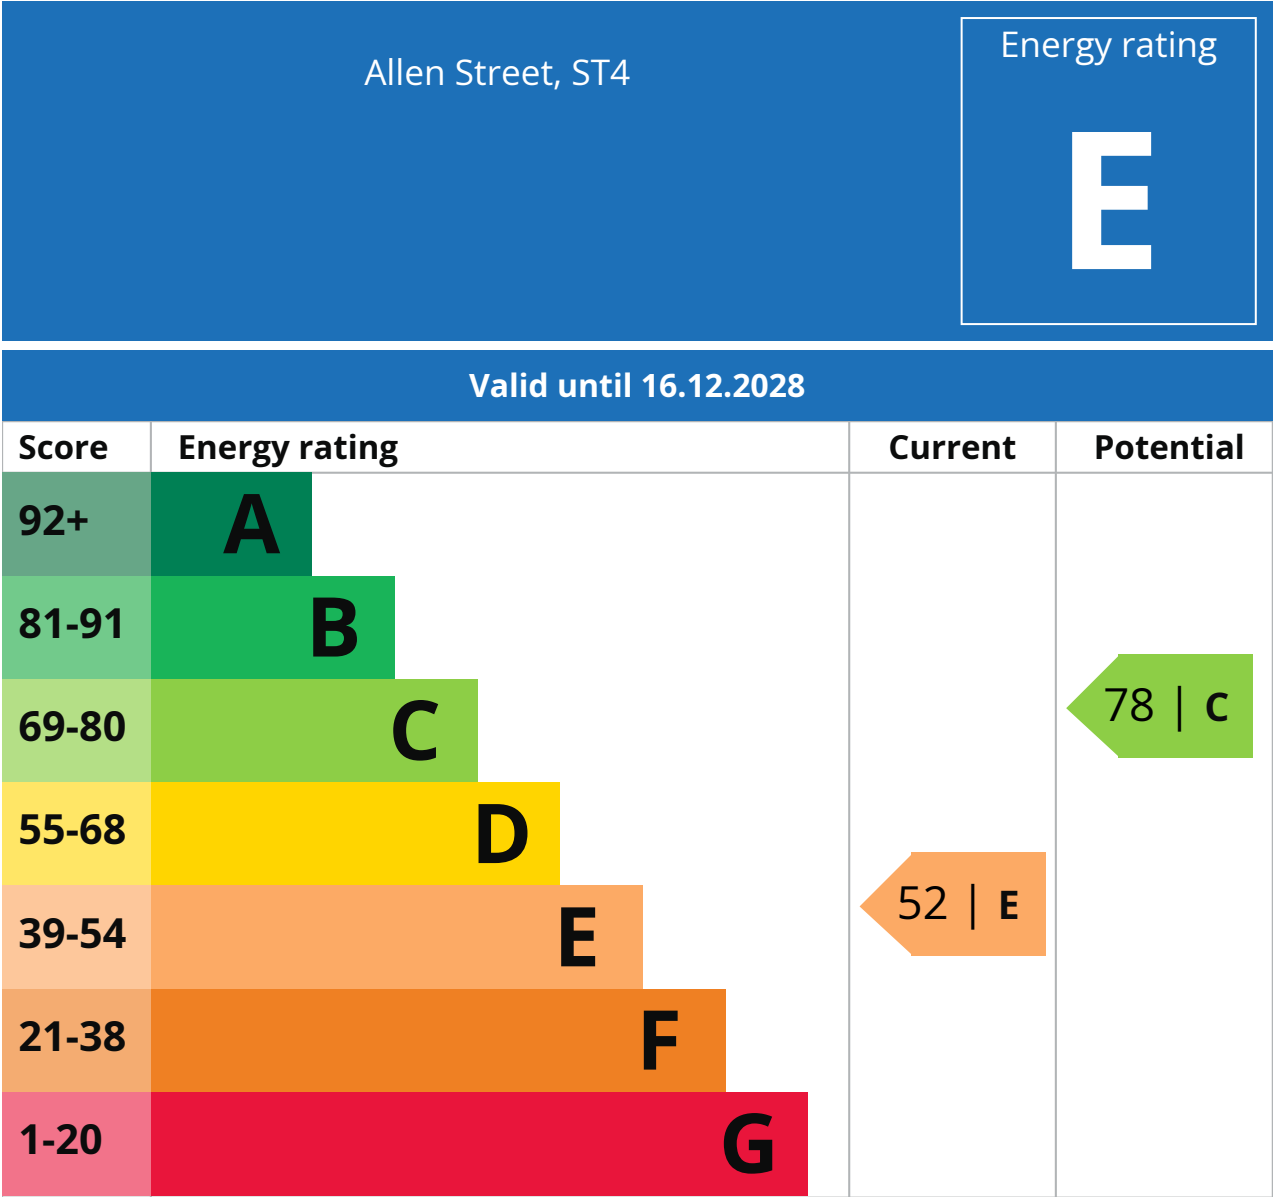 Allen Street, ST4
Energy rating
E
Valid until 16.12.2028
Score Energy rating Current Potential
92+ A
81-91 B
69-80 C
78 | C
55-68 D
39-54 E
52 | E
21-38 F
1-20 G